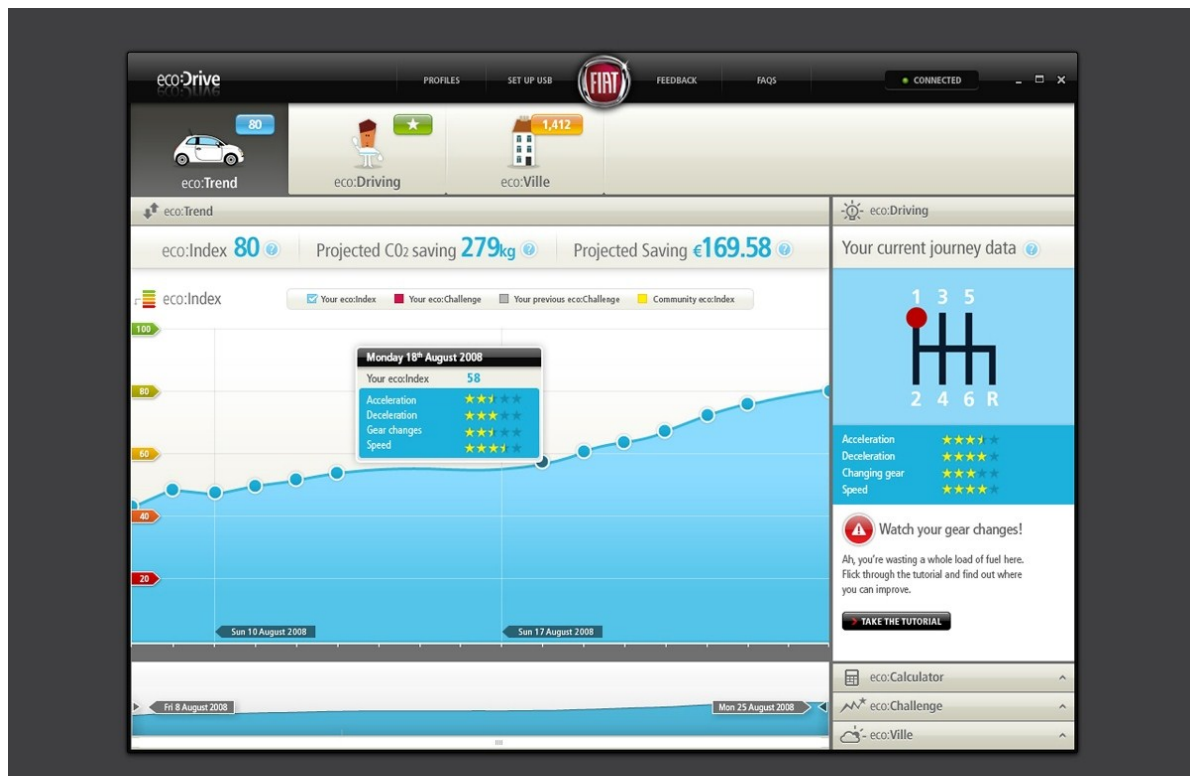 eco:Drive
PROFILES
SET UP USB
FIAT
FEEDBACK
FAQS
CONNECTED
80
1,412
eco:Trend
eco:Driving
eco:Ville
eco:Trend
eco:Index 80
Projected CO2 saving 279kg
Projected Saving €169.58
eco:Index
Your eco:Index
Your eco:Challenge
Your previous eco:Challenge
Community eco:Index
100
80
60
40
20
Monday 18th August 2008
Your eco:Index 58
Acceleration
Deceleration
Gear changes
Speed
Sun 10 August 2008
Sun 17 August 2008
Fri 8 August 2008
Mon 25 August 2008
eco:Driving
Your current journey data
1 3 5
2 4 6 R
Acceleration
Deceleration
Changing gear
Speed
Watch your gear changes!
Ah, you're wasting a whole load of fuel here.
Flick through the tutorial and find out where
you can improve.
> TAKE THE TUTORIAL
eco:Calculator
eco:Challenge
eco:Ville